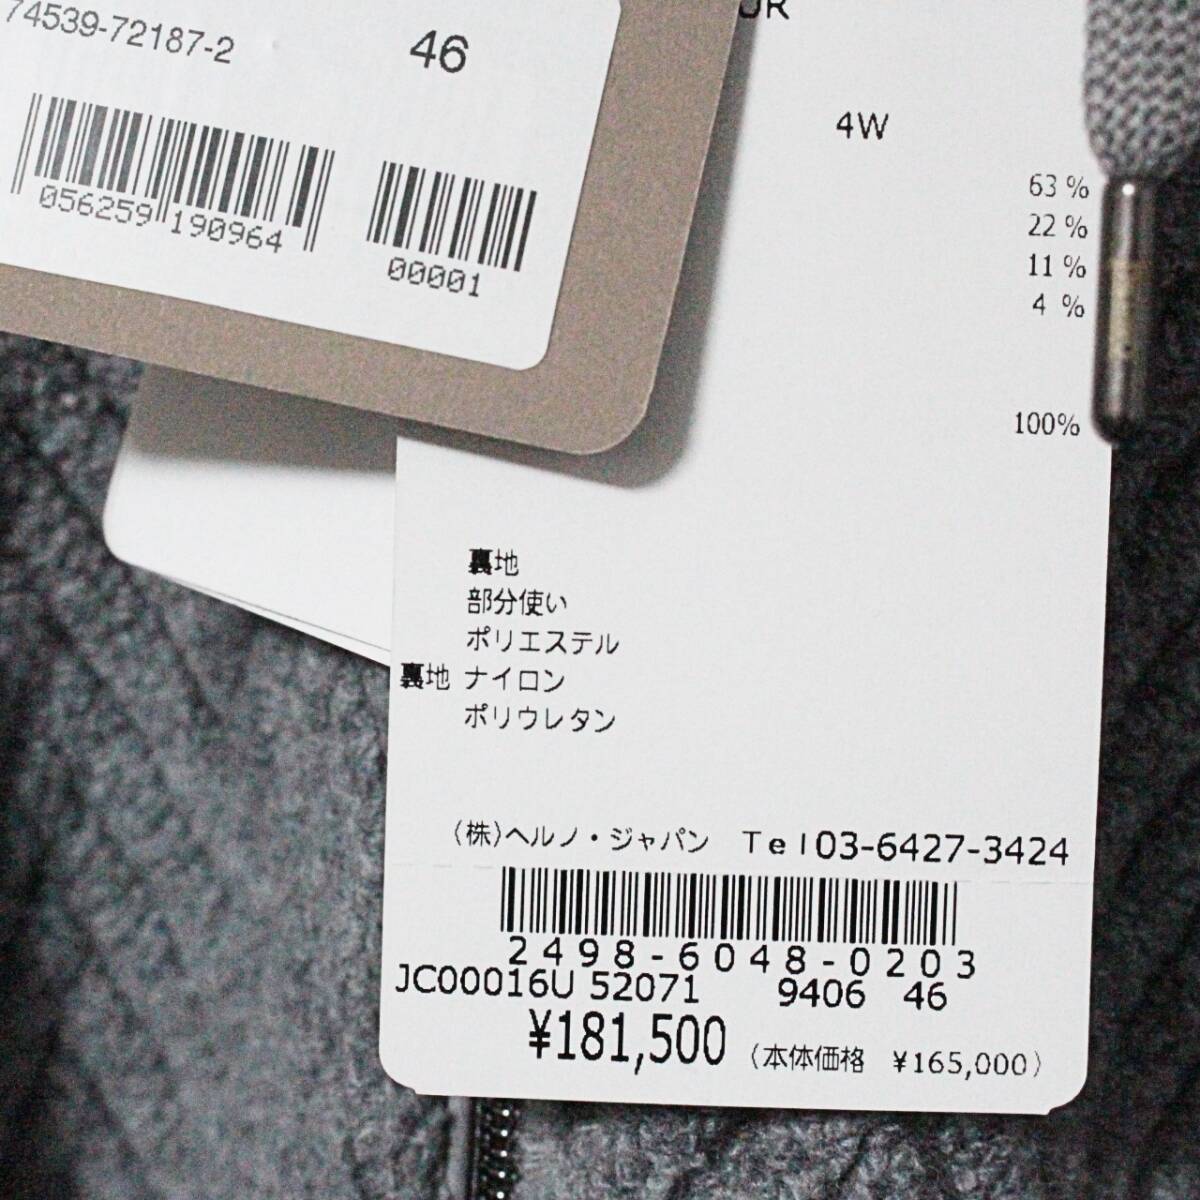 74539-72187-2
46
056259 190964
00001
4W
63 %
22 %
11 %
4 %
100%
裏地
部分使い
ポリエステル
裏地 ナイロン
ポリウレタン
(株)ヘルノ・ジャパン Tel03-6427-3424
2498-6048-0203
JC00016U 52071 9406 46
¥181,500 (本体価格 ¥165,000)